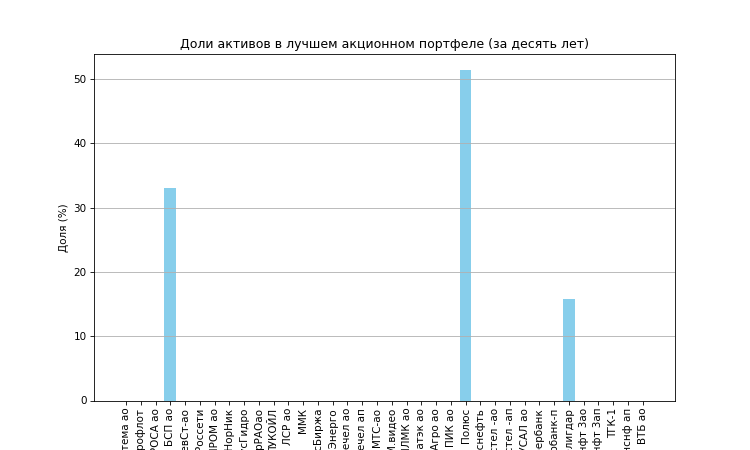 Доли активов в лучшем акционном портфеле (за десять лет)
Доля (%)
50
40
30
20
10
0
тема ао
рофлот
РОСА ао
БСП ао
евСт-ао
Россети
ПРОМ ао
НорНик
сГидро
рРАОао
ЛУКОЙЛ
ЛСР ао
ММК
сБиржа
Энерго
ечел ао
ечел ап
МТС-ао
М.видео
НЛМК ао
атэк ао
Агро ао
ПИК ао
Полюс
снефть
стел -ао
стел -ап
УСАЛ ао
ербанк
рбанк-п
лигдар
нфт 3ао
нфт 3ап
ТГК-1
нснф ап
ВТБ ао